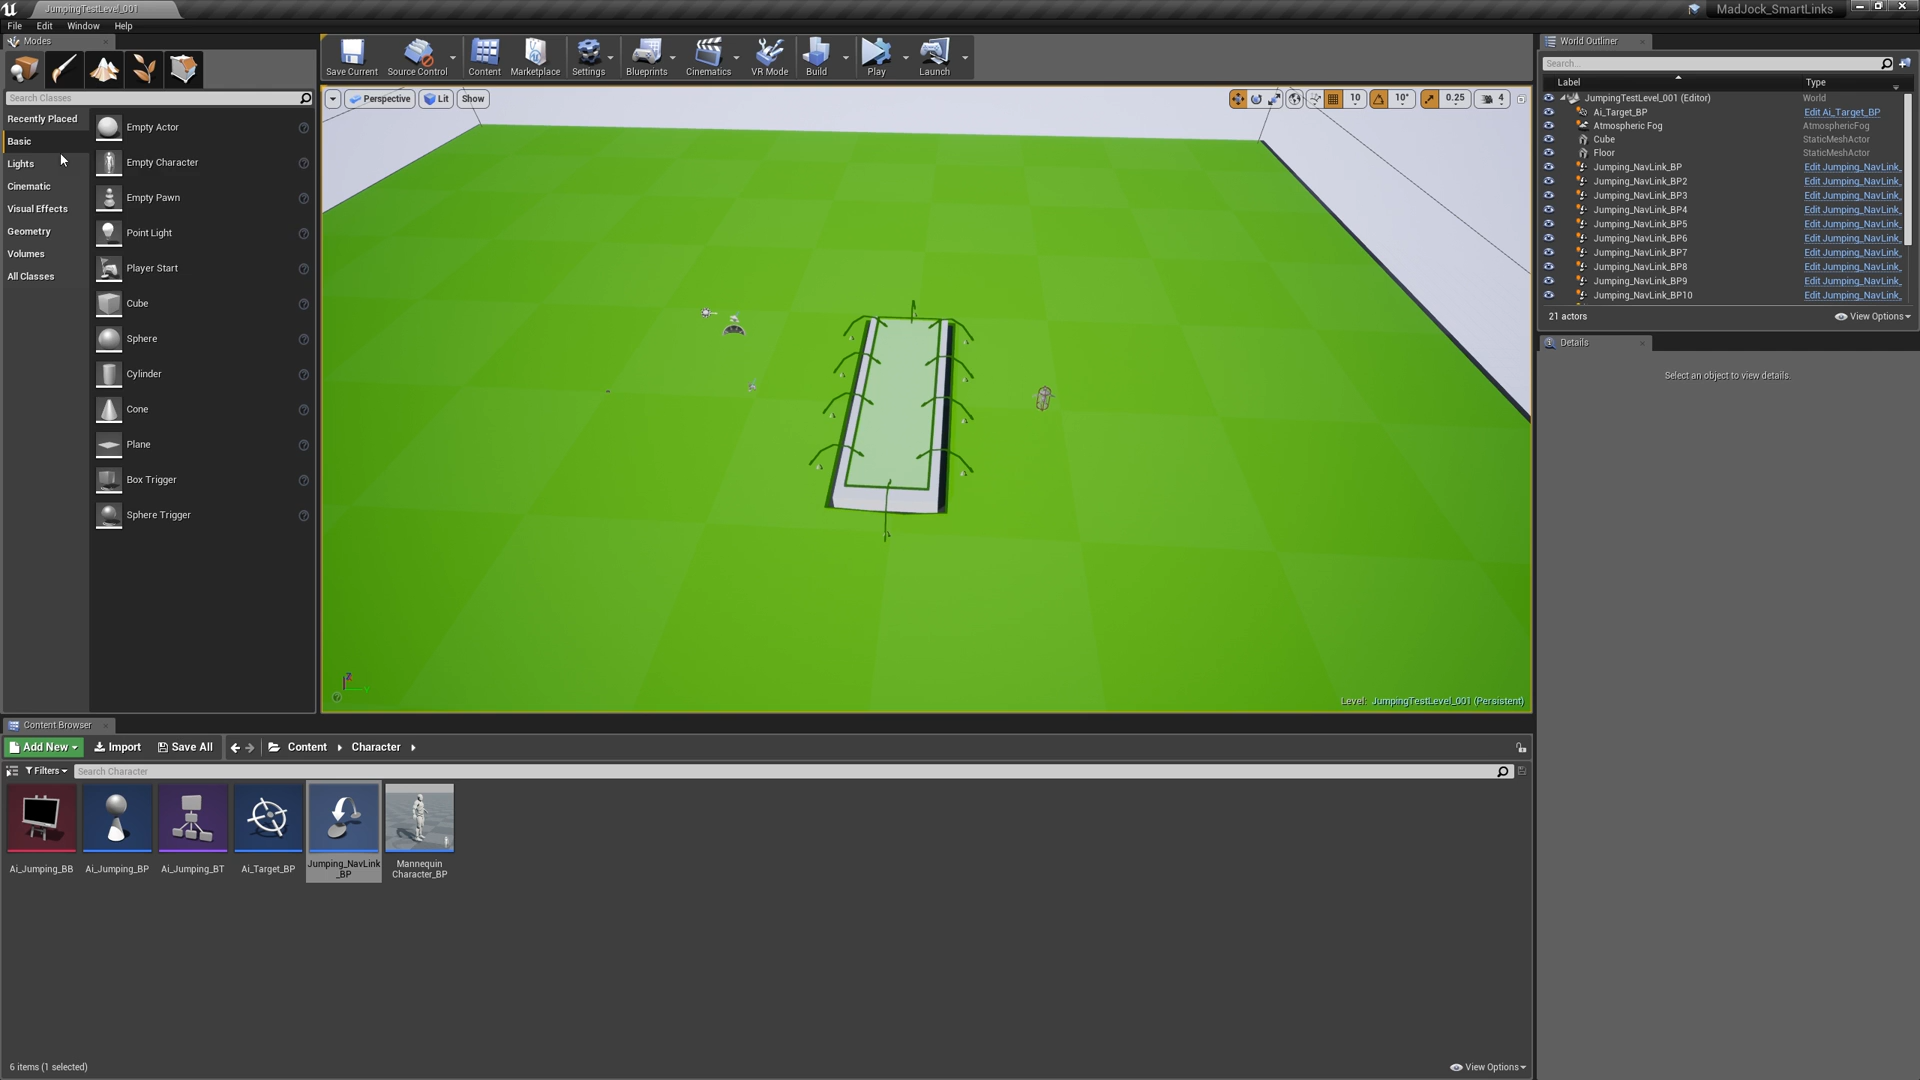 JumpingTestLevel_001
MadJock_SmartLinks
File Edit Window Help
Modes
Search Classes
Recently Placed
Basic
Lights
Cinematic
Visual Effects
Geometry
Volumes
All Classes
Empty Actor
Empty Character
Empty Pawn
Point Light
Player Start
Cube
Sphere
Cylinder
Cone
Plane
Box Trigger
Sphere Trigger
Save Current Source Control Content Marketplace Settings Blueprints Cinematics VR Mode Build Play Launch
Perspective Lit Show
10 10° 0.25 4
Level: JumpingTestLevel_001 (Persistent)
World Outliner
Search...
Label Type
JumpingTestLevel_001 (Editor) World
Ai_Target_BP Edit Ai_Target_BP
Atmospheric Fog AtmosphericFog
Cube StaticMeshActor
Floor StaticMeshActor
Jumping_NavLink_BP Edit Jumping_NavLink_
Jumping_NavLink_BP2 Edit Jumping_NavLink_
Jumping_NavLink_BP3 Edit Jumping_NavLink_
Jumping_NavLink_BP4 Edit Jumping_NavLink_
Jumping_NavLink_BP5 Edit Jumping_NavLink_
Jumping_NavLink_BP6 Edit Jumping_NavLink_
Jumping_NavLink_BP7 Edit Jumping_NavLink_
Jumping_NavLink_BP8 Edit Jumping_NavLink_
Jumping_NavLink_BP9 Edit Jumping_NavLink_
Jumping_NavLink_BP10 Edit Jumping_NavLink_
21 actors View Options
Details
Select an object to view details.
Content Browser
Add New Import Save All Content Character
Filters Search Character
Ai_Jumping_BB
Ai_Jumping_BP
Ai_Jumping_BT
Ai_Target_BP
Jumping_NavLink
_BP
Mannequin
Character_BP
6 items (1 selected) View Options